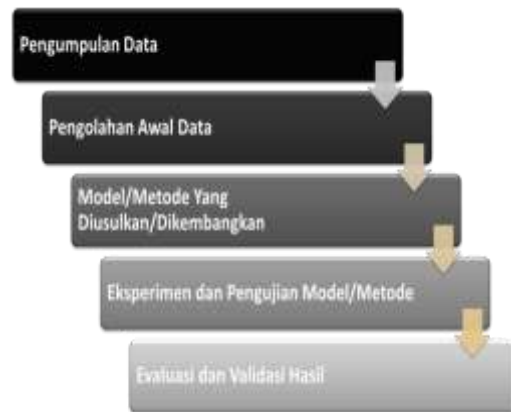 Pengumpulan Data
Pengolahan Awal Data
Model/Metode Yang
Diusulkan/Dikembangkan
Eksperimen dan Pengujian Model/Metode
Evaluasi dan Validasi Hasil